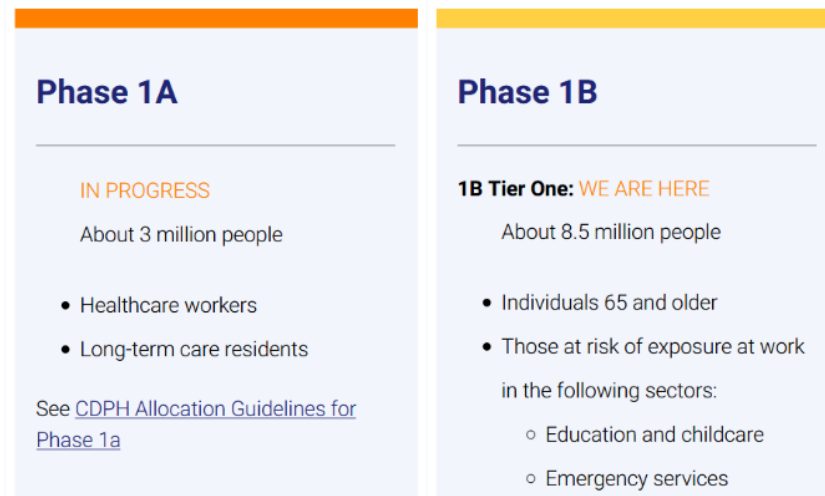 Phase 1A
IN PROGRESS
About 3 million people
• Healthcare workers
• Long-term care residents
See CDPH Allocation Guidelines for
Phase 1a
Phase 1B
1B Tier One: WE ARE HERE
About 8.5 million people
• Individuals 65 and older
• Those at risk of exposure at work
in the following sectors:
○ Education and childcare
○ Emergency services